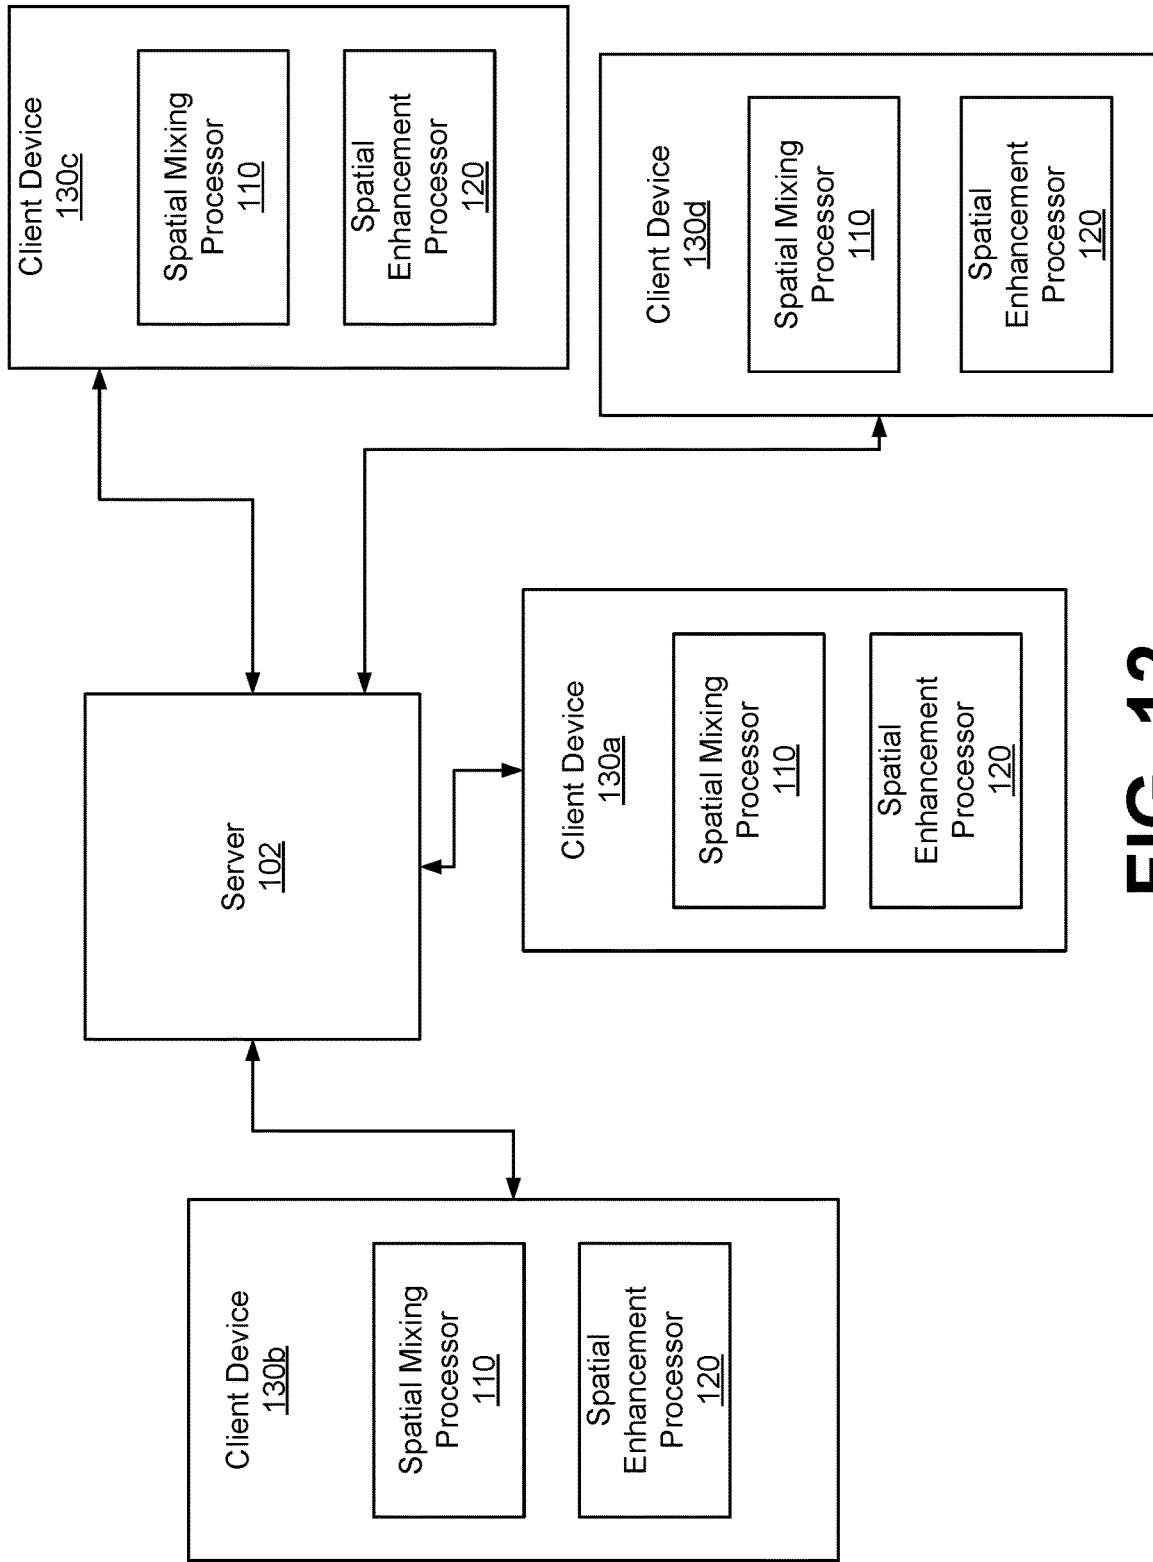 Client Device
130b
Spatial Mixing
Processor
110
Spatial
Enhancement
Processor
120
Server
102
Client Device
130a
Spatial Mixing
Processor
110
Spatial
Enhancement
Processor
120
Client Device
130c
Spatial Mixing
Processor
110
Spatial
Enhancement
Processor
120
Client Device
130d
Spatial Mixing
Processor
110
Spatial
Enhancement
Processor
120
FIG